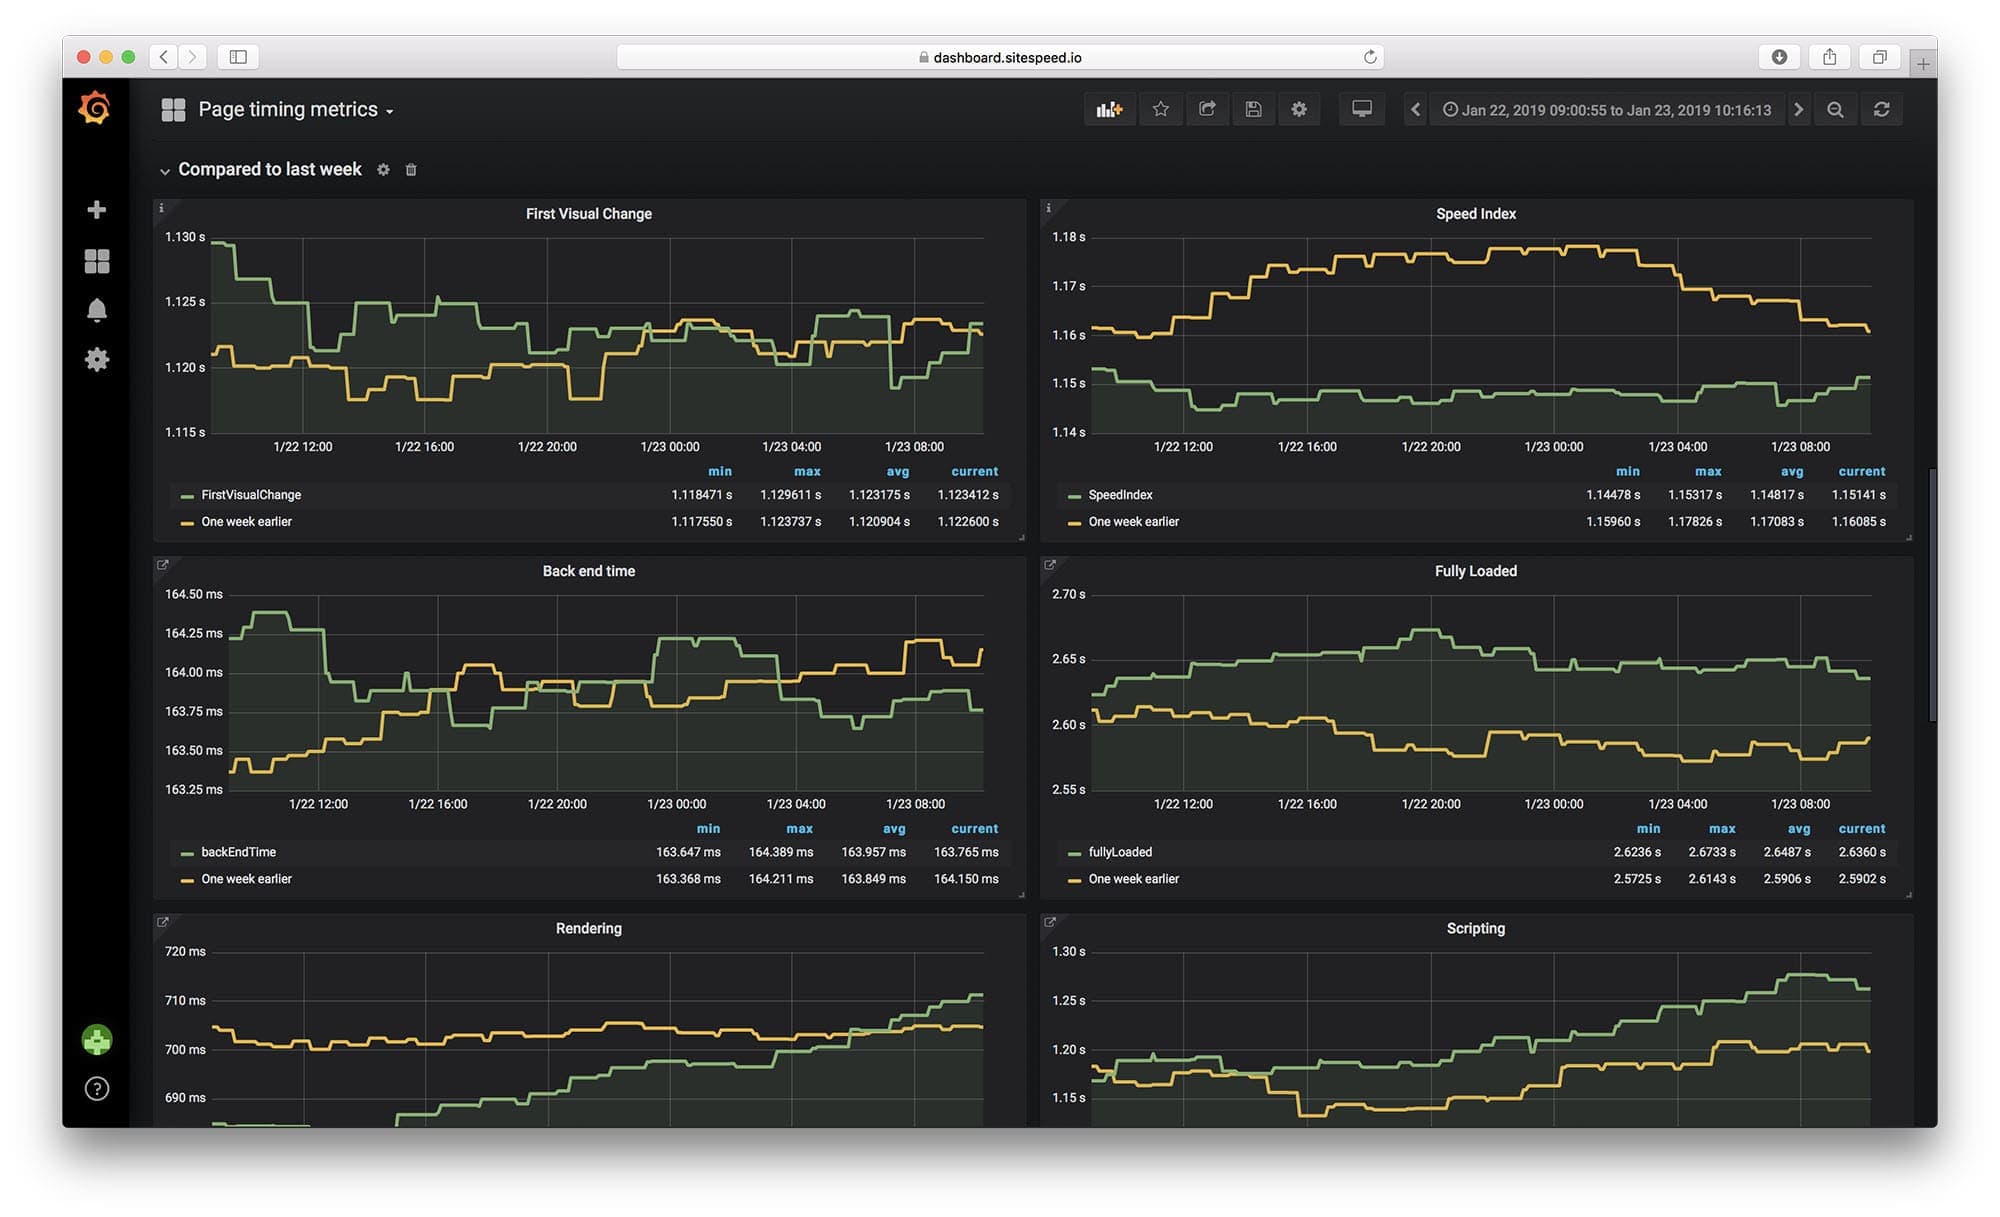 dashboard.sitespeed.io
Page timing metrics
Jan 22, 2019 09:00:55 to Jan 23, 2019 10:16:13
Compared to last week
First Visual Change
1.130 s
1.125 s
1.120 s
1.115 s
1/22 12:00 1/22 16:00 1/22 20:00 1/23 00:00 1/23 04:00 1/23 08:00
min max avg current
FirstVisualChange 1.118471 s 1.129611 s 1.123175 s 1.123412 s
One week earlier 1.117550 s 1.123737 s 1.120904 s 1.122600 s
Speed Index
1.18 s
1.17 s
1.16 s
1.15 s
1.14 s
1/22 12:00 1/22 16:00 1/22 20:00 1/23 00:00 1/23 04:00 1/23 08:00
min max avg current
SpeedIndex 1.14478 s 1.15317 s 1.14817 s 1.15141 s
One week earlier 1.15960 s 1.17826 s 1.17083 s 1.16085 s
Back end time
164.50 ms
164.25 ms
164.00 ms
163.75 ms
163.50 ms
163.25 ms
1/22 12:00 1/22 16:00 1/22 20:00 1/23 00:00 1/23 04:00 1/23 08:00
min max avg current
backEndTime 163.647 ms 164.389 ms 163.957 ms 163.765 ms
One week earlier 163.368 ms 164.211 ms 163.849 ms 164.150 ms
Fully Loaded
2.70 s
2.65 s
2.60 s
2.55 s
1/22 12:00 1/22 16:00 1/22 20:00 1/23 00:00 1/23 04:00 1/23 08:00
min max avg current
fullyLoaded 2.6236 s 2.6733 s 2.6487 s 2.6360 s
One week earlier 2.5725 s 2.6143 s 2.5906 s 2.5902 s
Rendering
720 ms
710 ms
700 ms
690 ms
Scripting
1.30 s
1.25 s
1.20 s
1.15 s